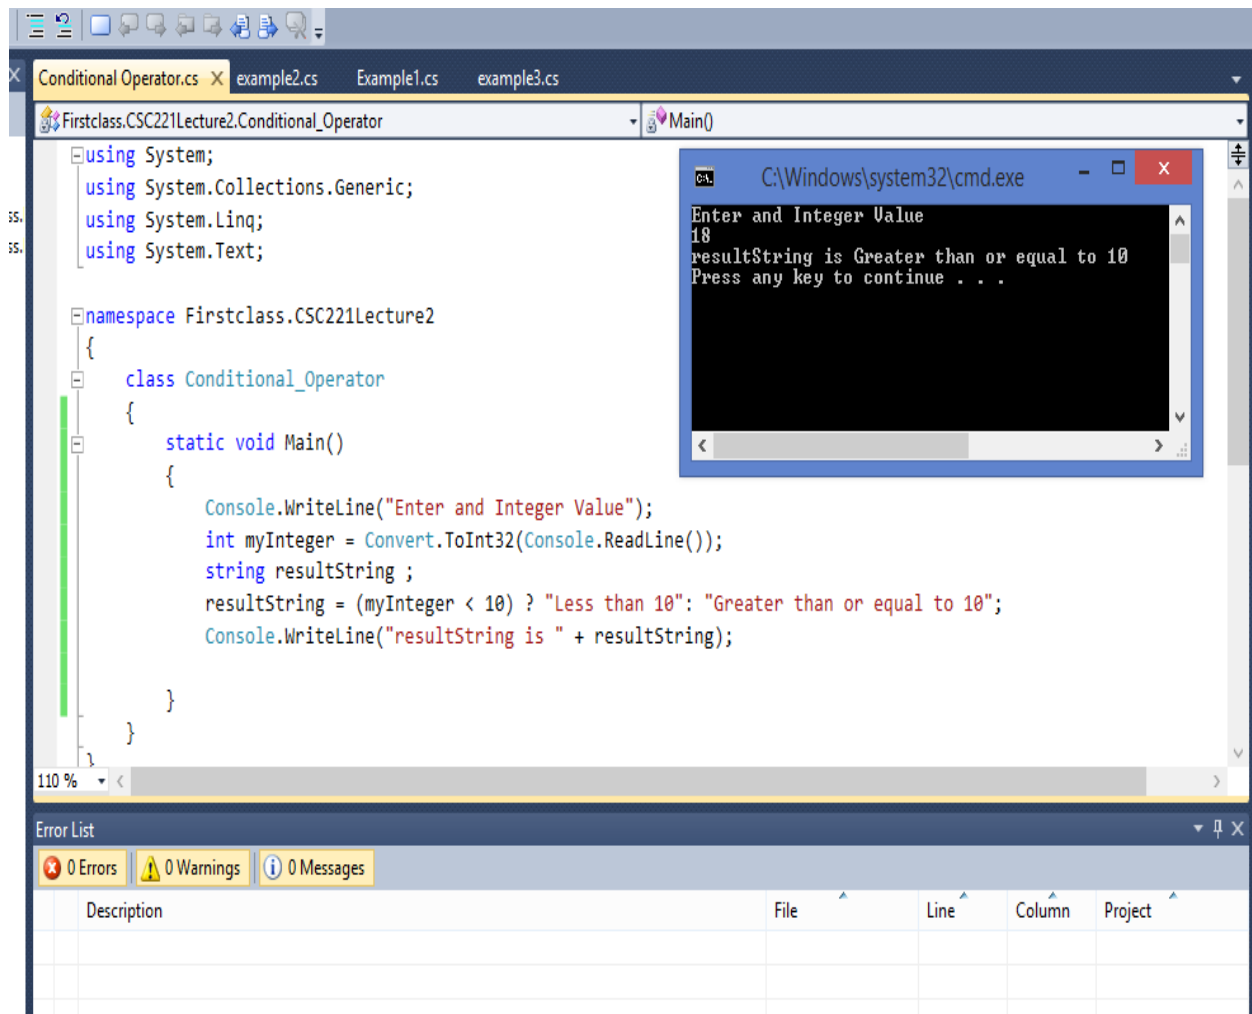 Conditional Operator.cs X example2.cs Example1.cs example3.cs
Firstclass.CSC221Lecture2.Conditional_Operator Main()
ss.
ss.
using System;
using System.Collections.Generic;
using System.Linq;
using System.Text;
namespace Firstclass.CSC221Lecture2
{
class Conditional_Operator
{
static void Main()
{
Console.WriteLine("Enter and Integer Value");
int myInteger = Convert.ToInt32(Console.ReadLine());
string resultString ;
resultString = (myInteger < 10) ? "Less than 10": "Greater than or equal to 10";
Console.WriteLine("resultString is " + resultString);
}
}
}
C:\Windows\system32\cmd.exe
Enter and Integer Value
18
resultString is Greater than or equal to 10
Press any key to continue . . .
110 %
Error List
0 Errors 0 Warnings 0 Messages
Description File Line Column Project